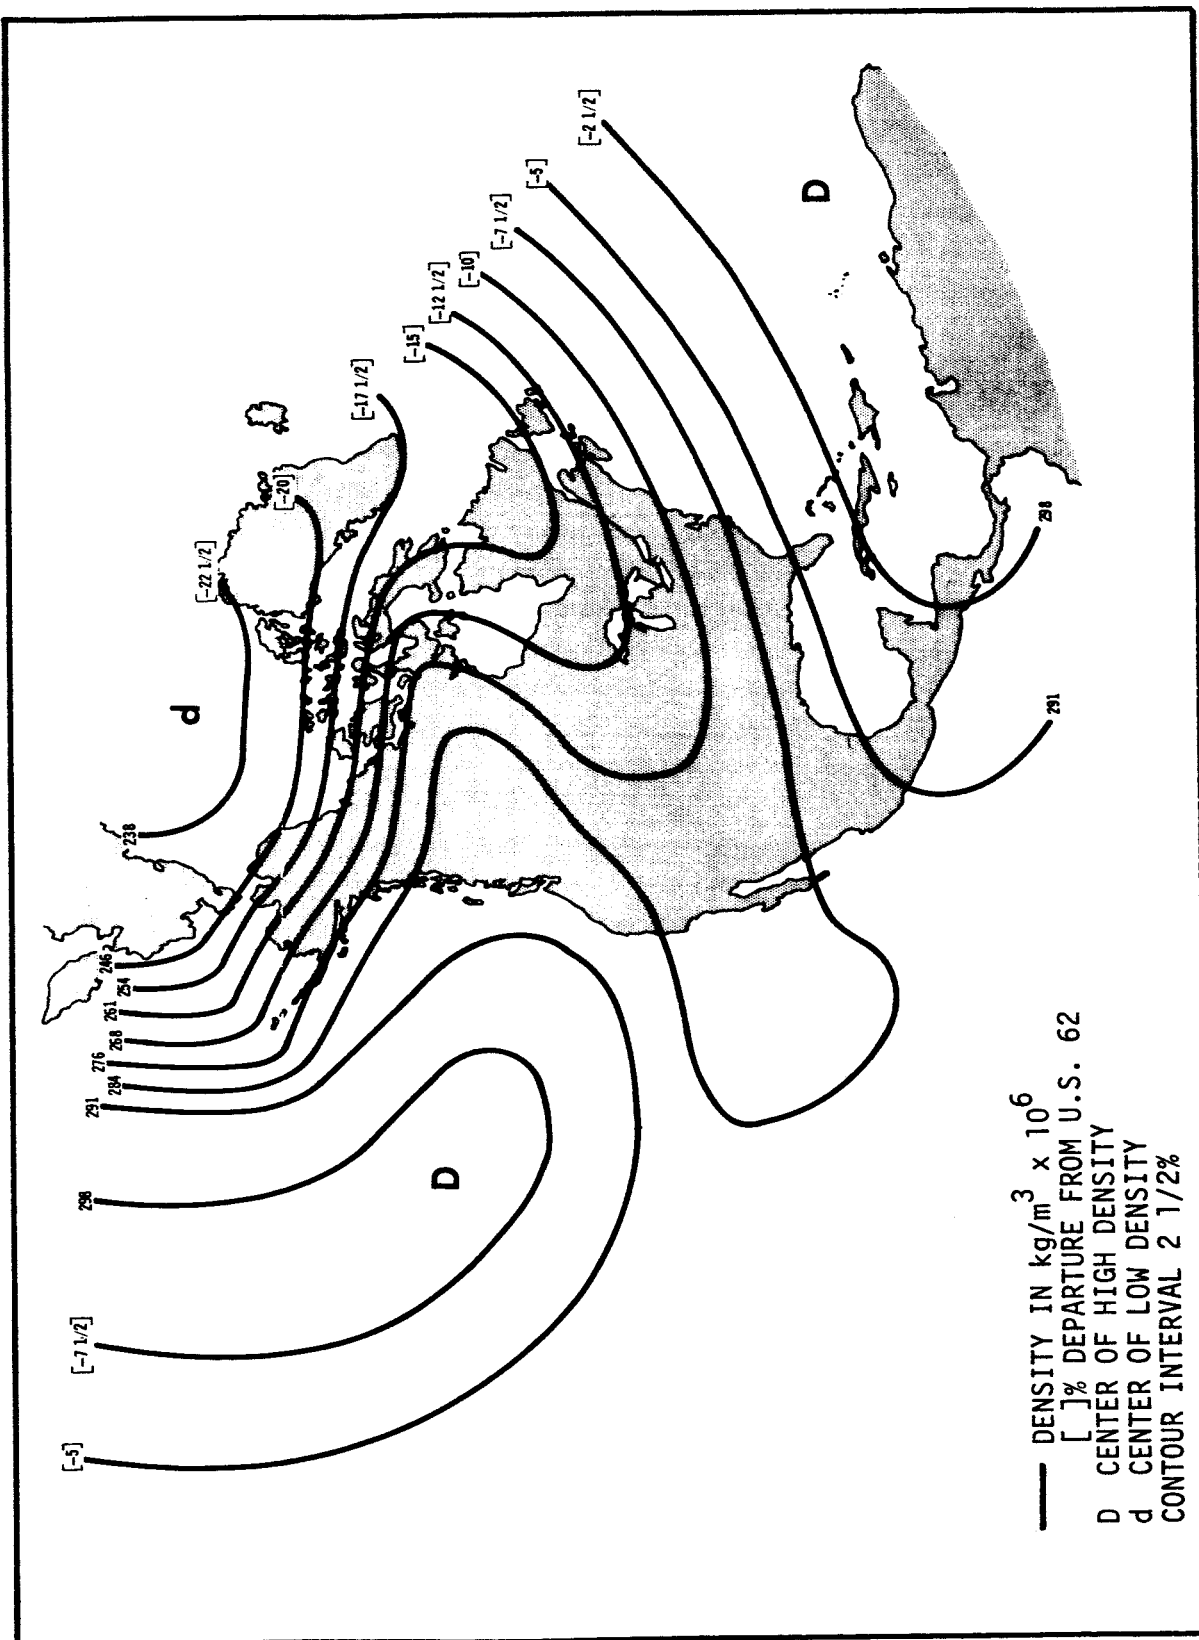 [-5]
[-7 1/2]
298
291
276
246
261
284
268
254
238
d
[-22 1/2]
[-20]
[-17 1/2]
[-15]
[-12 1/2]
D
[-10]
[-7 1/2]
[-5]
[-2 1/2]
D
298
291
DENSITY IN kg/m³ x 10⁶
[ ]% DEPARTURE FROM U.S. 62
D CENTER OF HIGH DENSITY
d CENTER OF LOW DENSITY
CONTOUR INTERVAL 2 1/2%